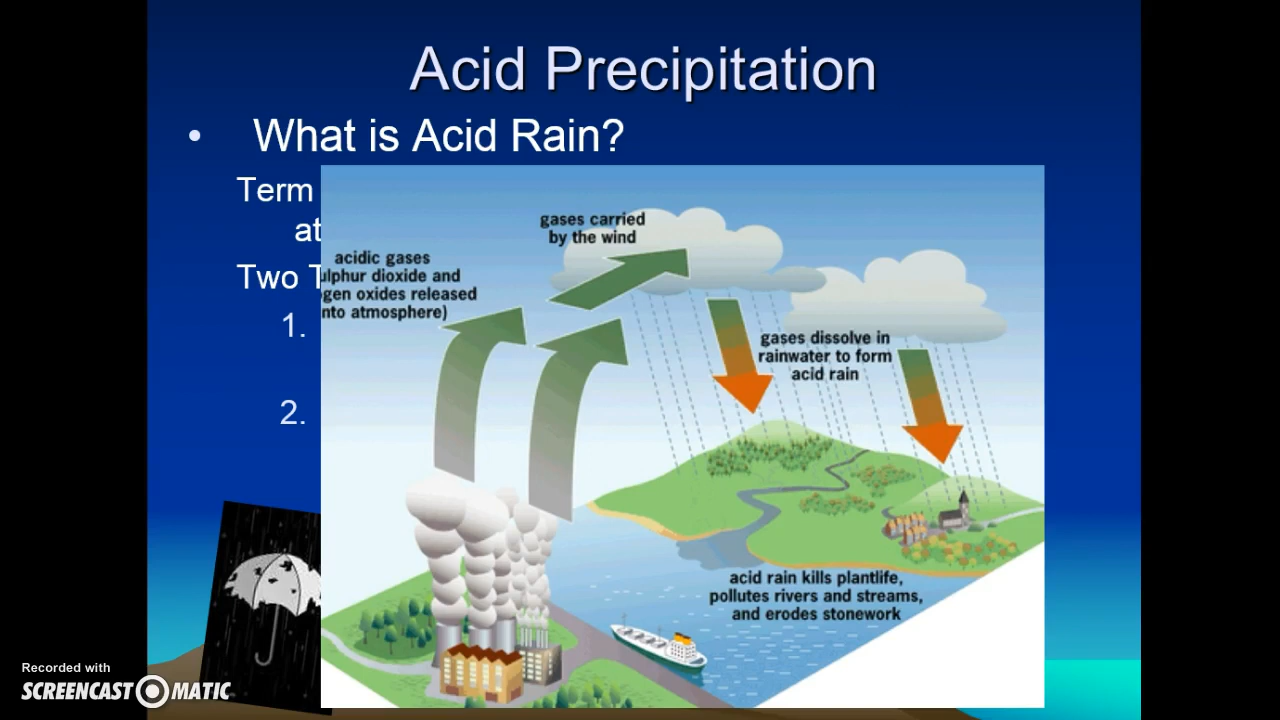 Acid Precipitation
• What is Acid Rain?
Term
at
Two T
1.
2.
gases carried
by the wind
acidic gases
ulphur dioxide and
gen oxides released
nto atmosphere)
gases dissolve in
rainwater to form
acid rain
acid rain kills plantlife,
pollutes rivers and streams,
and erodes stonework
Recorded with
SCREENCAST O MATIC